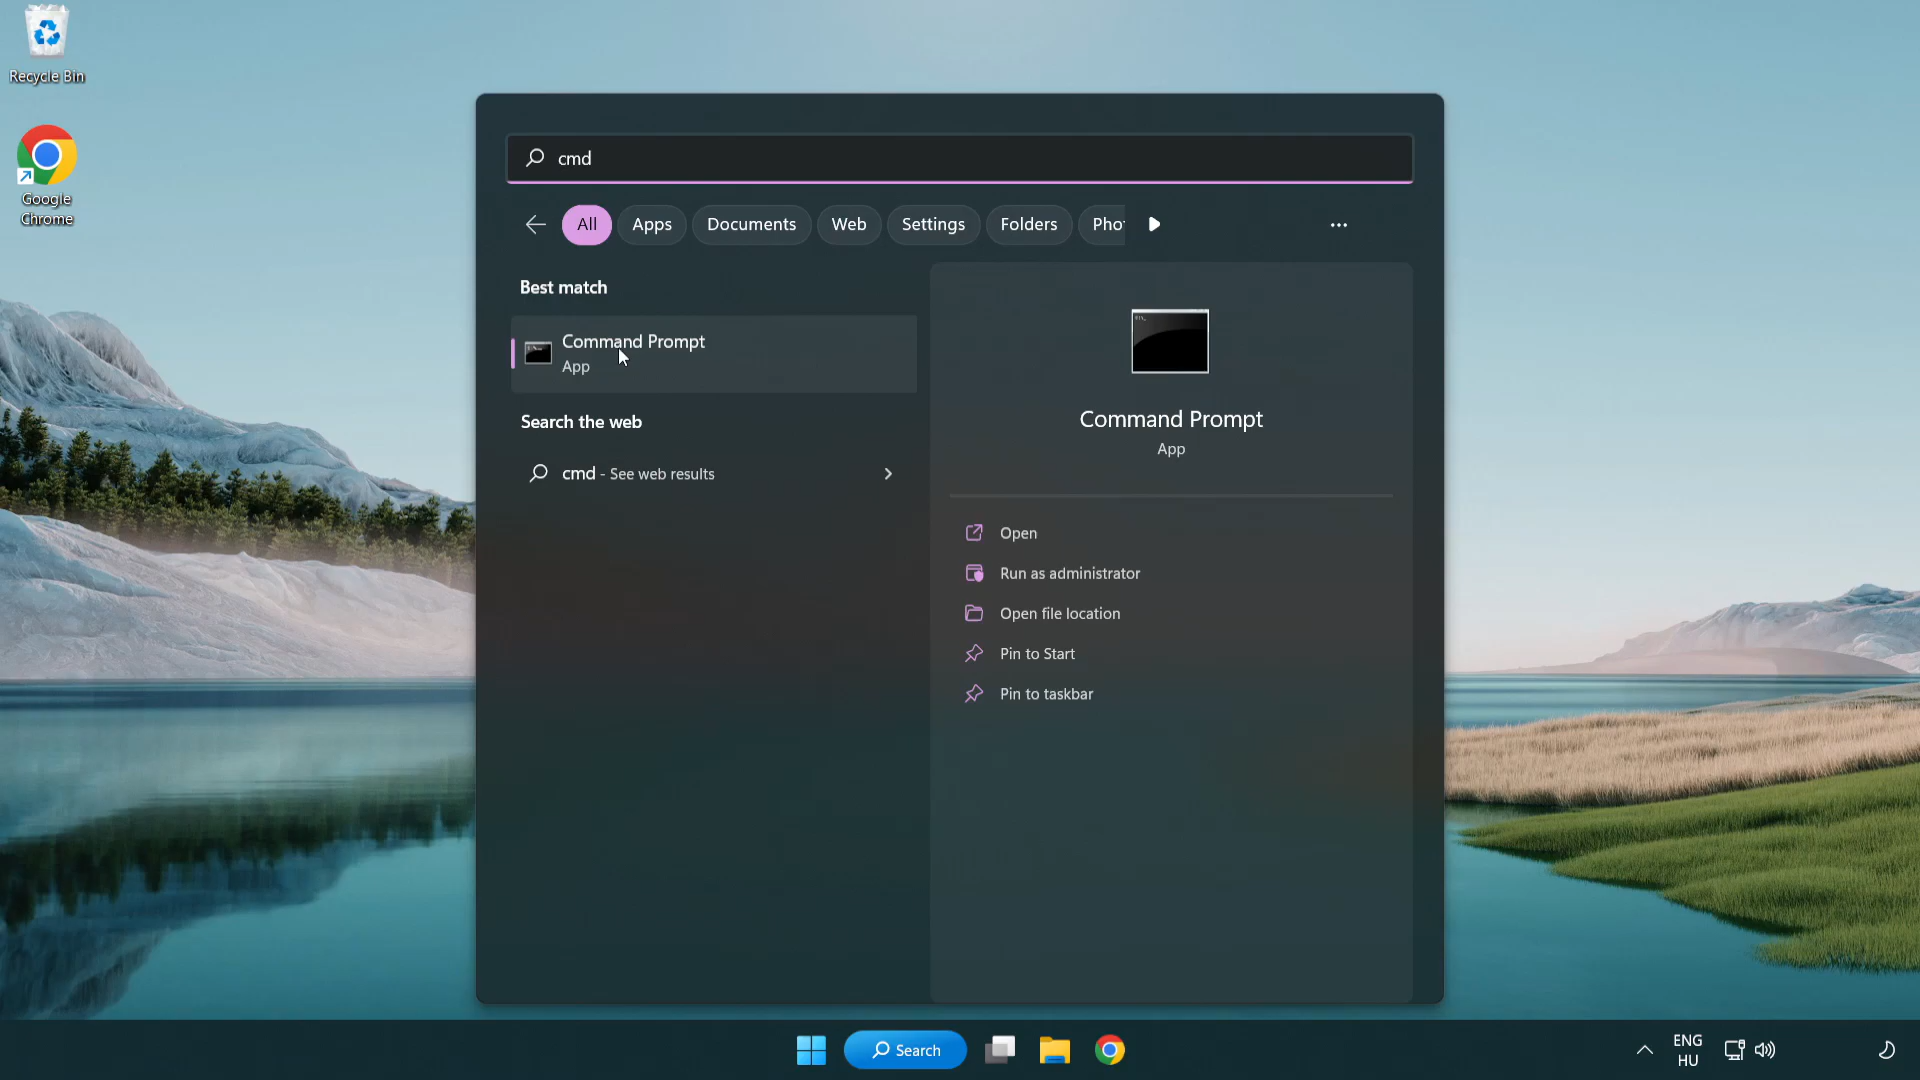 Recycle Bin
Google
Chrome
cmd
All
Apps
Documents
Web
Settings
Folders
Pho
Best match
Command Prompt
App
Search the web
cmd - See web results
Command Prompt
App
Open
Run as administrator
Open file location
Pin to Start
Pin to taskbar
Search
ENG
HU